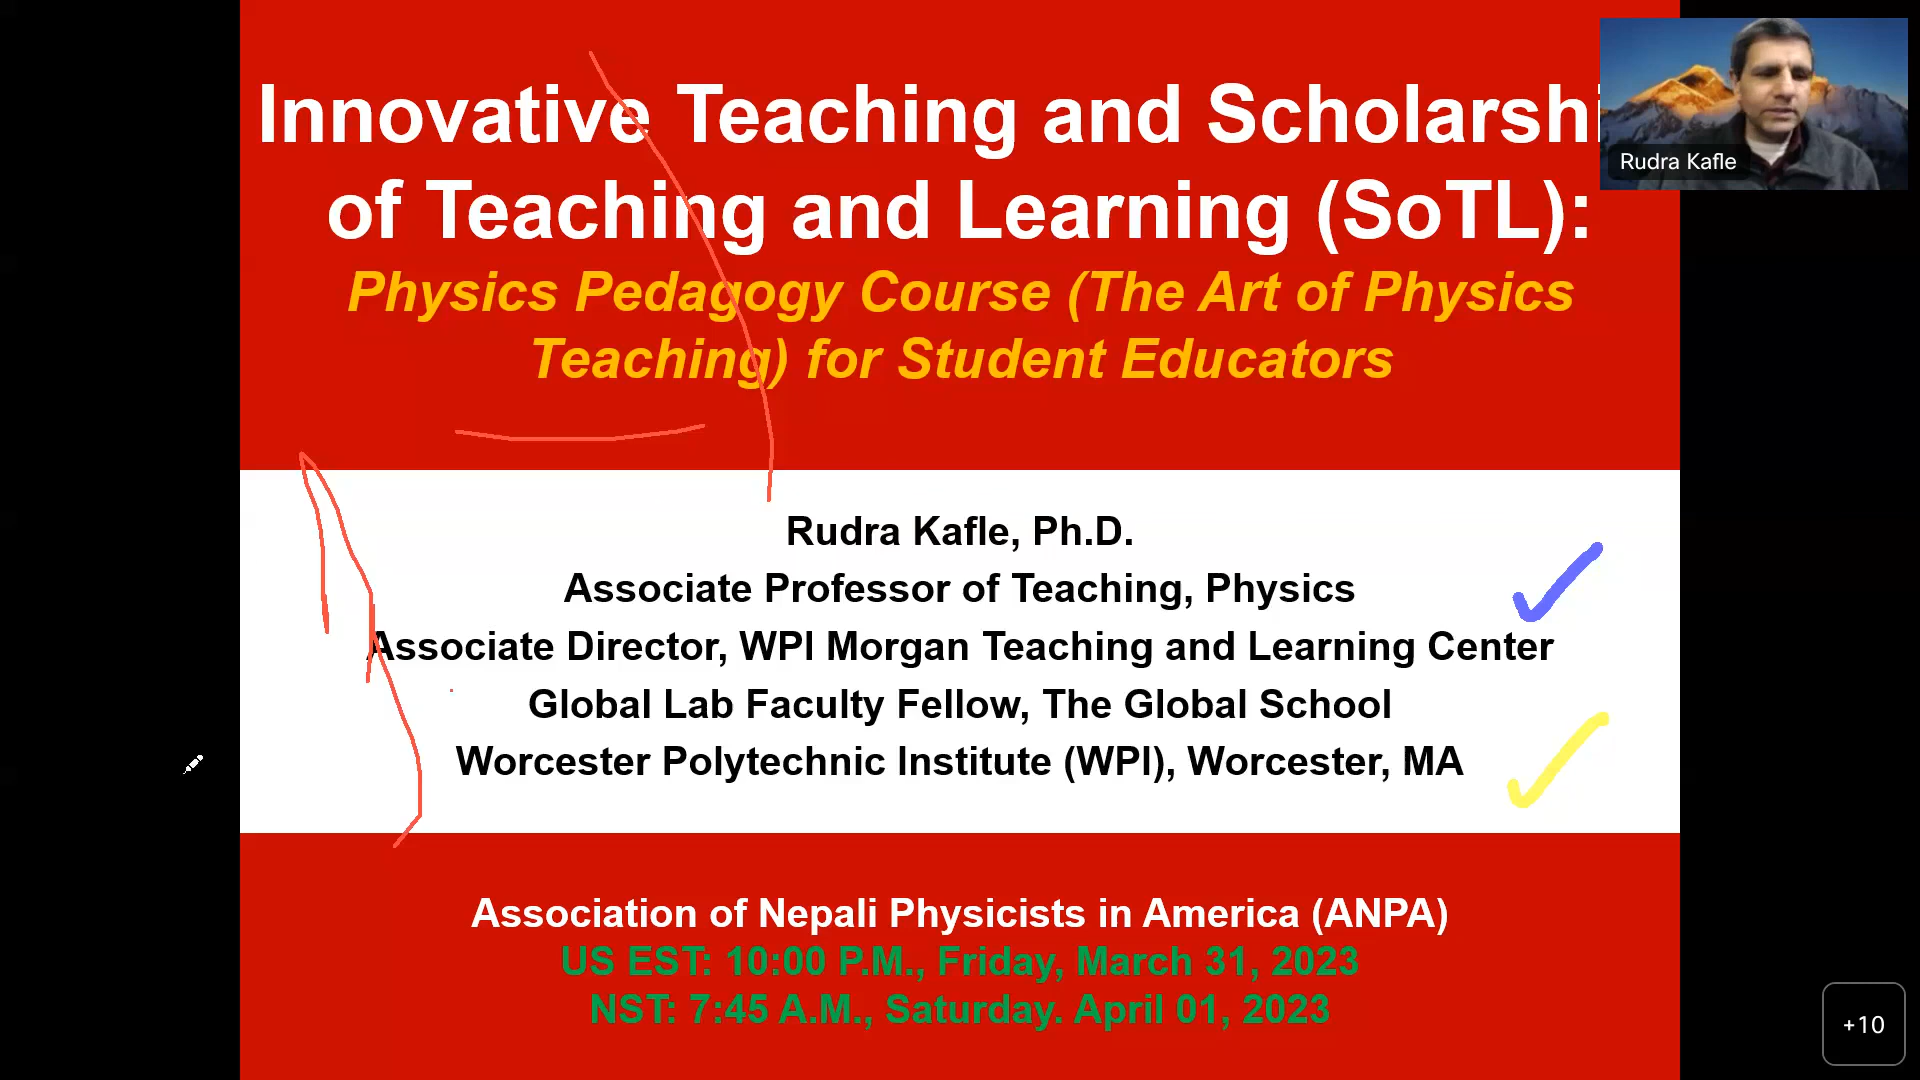 Innovative Teaching and Scholarshi
of Teaching and Learning (SoTL):
Physics Pedagogy Course (The Art of Physics
Teaching) for Student Educators
Rudra Kafle
Rudra Kafle, Ph.D.
Associate Professor of Teaching, Physics
Associate Director, WPI Morgan Teaching and Learning Center
Global Lab Faculty Fellow, The Global School
Worcester Polytechnic Institute (WPI), Worcester, MA
Association of Nepali Physicists in America (ANPA)
US EST: 10:00 P.M., Friday, March 31, 2023
NST: 7:45 A.M., Saturday. April 01, 2023
+10